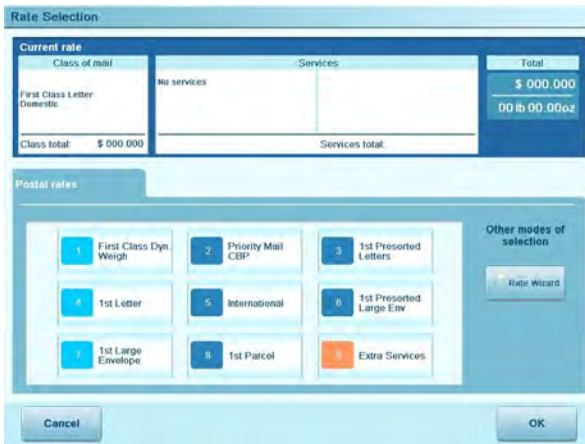 Rate Selection
Current rate
Class of mail
Services
Total
First Class Letter
Domestic
No services
$ 000.000
00 lb 00.00oz
Class total: $ 000.000
Services total:
Postal rates
Other modes of
selection
1 First Class Dyn.
Weigh
2 Priority Mail
CBP
3 1st Presorted
Letters
Rate Wizard
4 1st Letter
5 International
6 1st Presorted
Large Env
7 1st Large
Envelope
8 1st Parcel
9 Extra Services
Cancel
OK